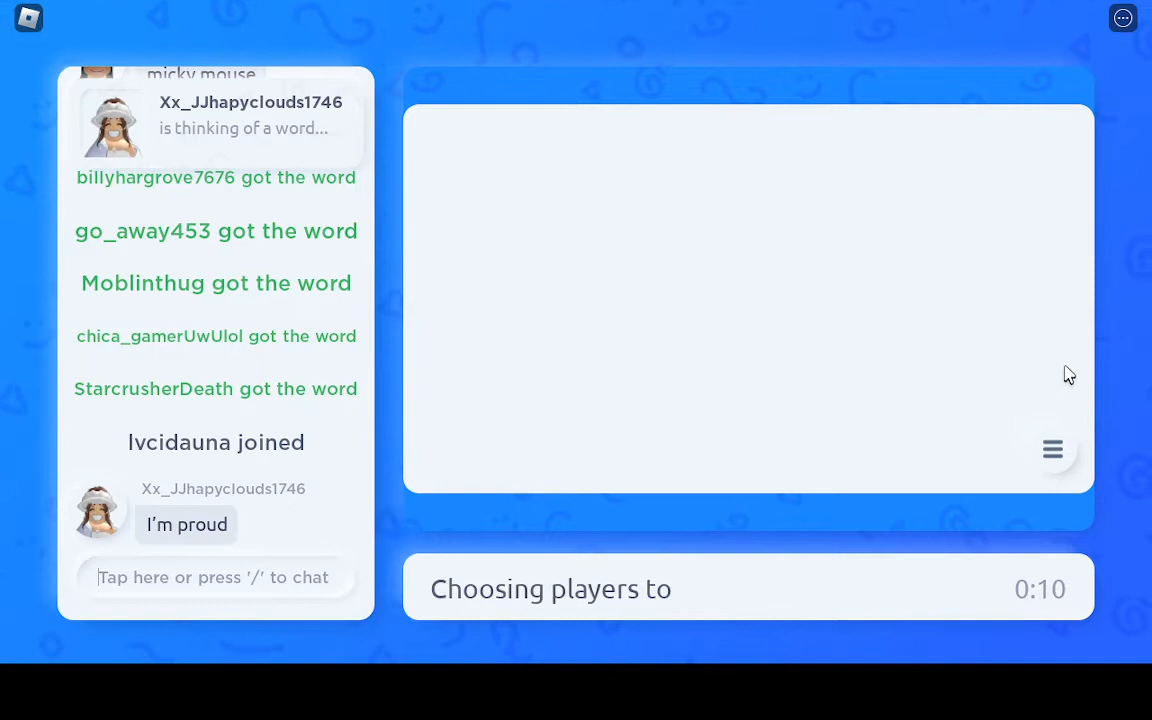 micky mouse
Xx_JJhapyclouds1746
is thinking of a word...
billyhargrove7676 got the word
go_away453 got the word
Moblinthug got the word
chica_gamerUwUlol got the word
StarcrusherDeath got the word
lvcidauna joined
Xx_JJhapyclouds1746
I'm proud
Tap here or press '/' to chat
Choosing players to
0:10